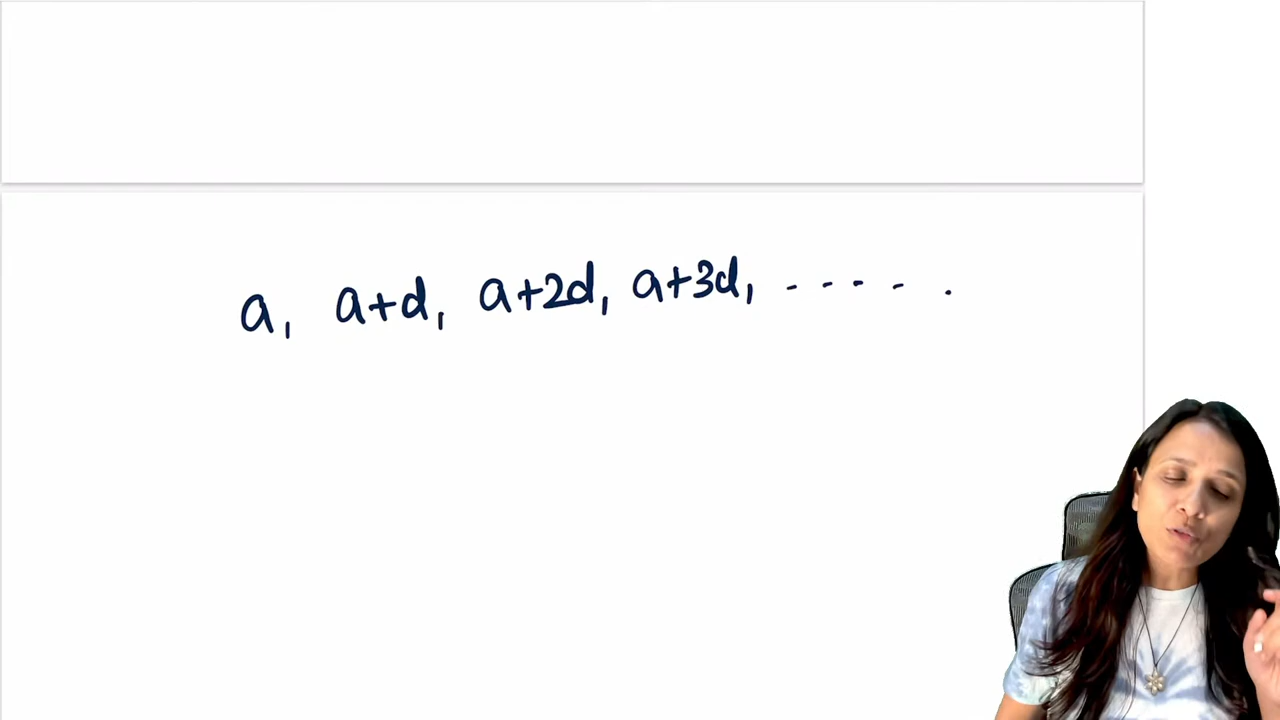 a, a+d, a+2d, a+3d, - - - - - .